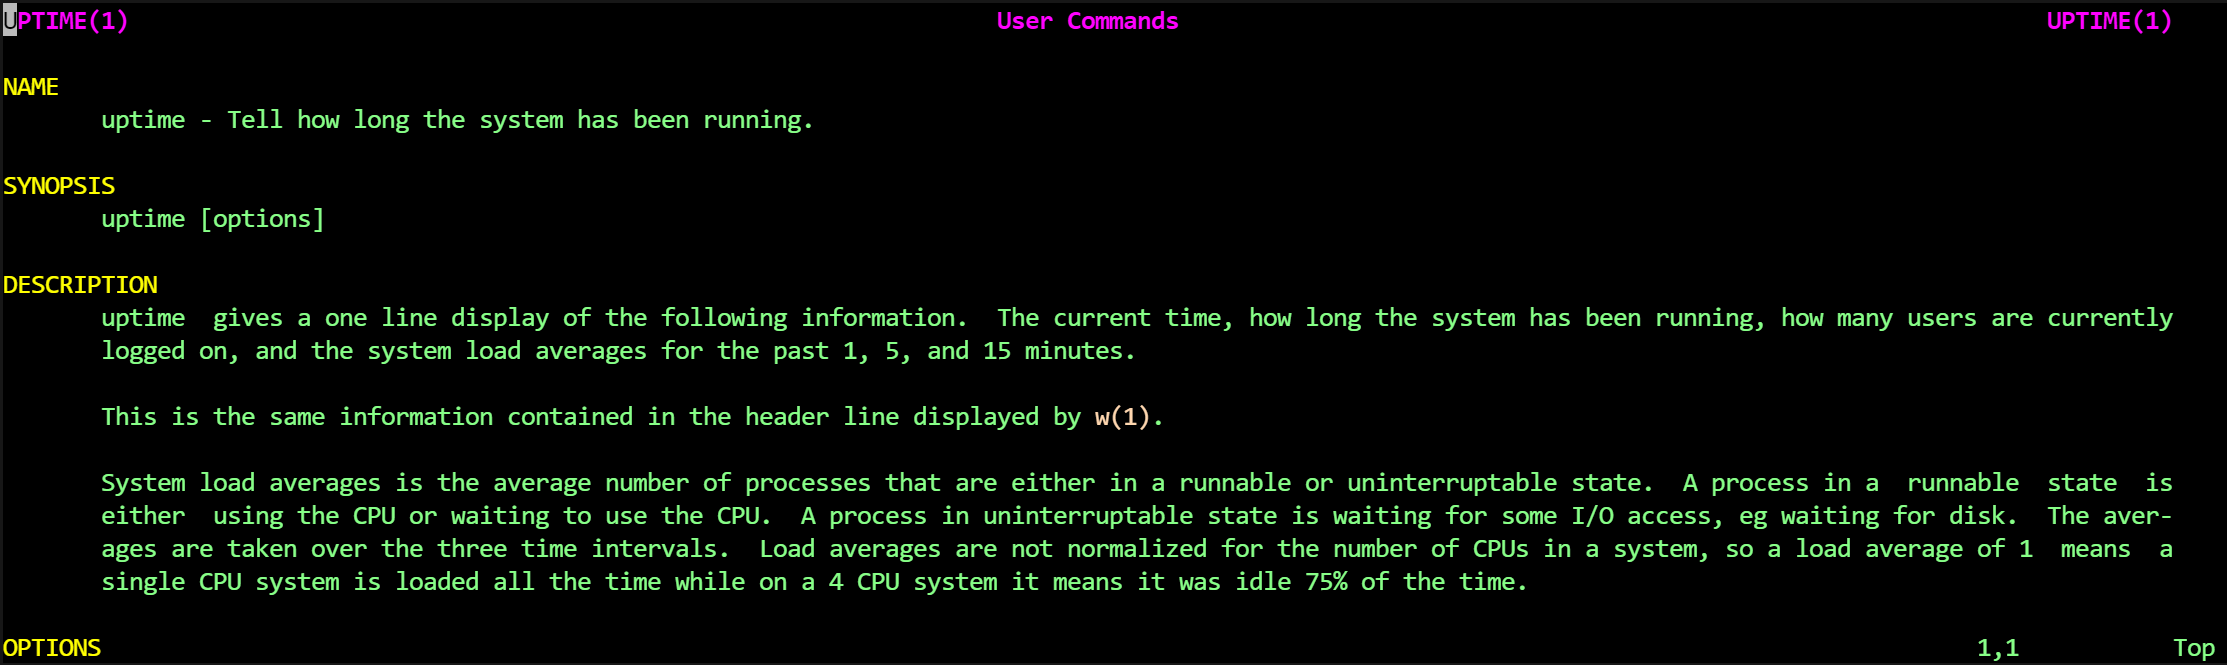 UPTIME(1) User Commands UPTIME(1)
NAME
uptime - Tell how long the system has been running.
SYNOPSIS
uptime [options]
DESCRIPTION
uptime  gives a one line display of the following information.  The current time, how long the system has been running, how many users are currently
logged on, and the system load averages for the past 1, 5, and 15 minutes.
This is the same information contained in the header line displayed by w(1).
System load averages is the average number of processes that are either in a runnable or uninterruptable state.  A process in a  runnable  state  is
either  using the CPU or waiting to use the CPU.  A process in uninterruptable state is waiting for some I/O access, eg waiting for disk.  The aver-
ages are taken over the three time intervals.  Load averages are not normalized for the number of CPUs in a system, so a load average of 1  means  a
single CPU system is loaded all the time while on a 4 CPU system it means it was idle 75% of the time.
OPTIONS 1,1 Top